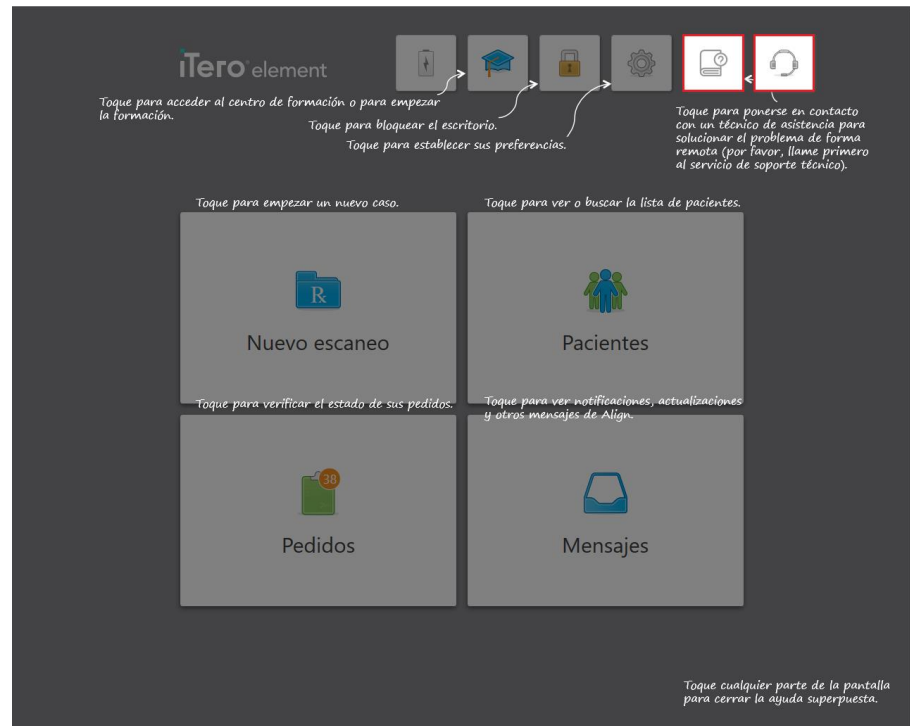 iTero element
Toque para acceder al centro de formación o para empezar
la formación.
Toque para bloquear el escritorio.
Toque para establecer sus preferencias.
Toque para ponerse en contacto
con un técnico de asistencia para
solucionar el problema de forma
remota (por favor, llame primero
al servicio de soporte técnico).
Toque para empezar un nuevo caso.
Toque para ver o buscar la lista de pacientes.
R
Nuevo escaneo
Pacientes
Toque para verificar el estado de sus pedidos.
Toque para ver notificaciones, actualizaciones
y otros mensajes de Align.
38
Pedidos
Mensajes
Toque cualquier parte de la pantalla
para cerrar la ayuda superpuesta.